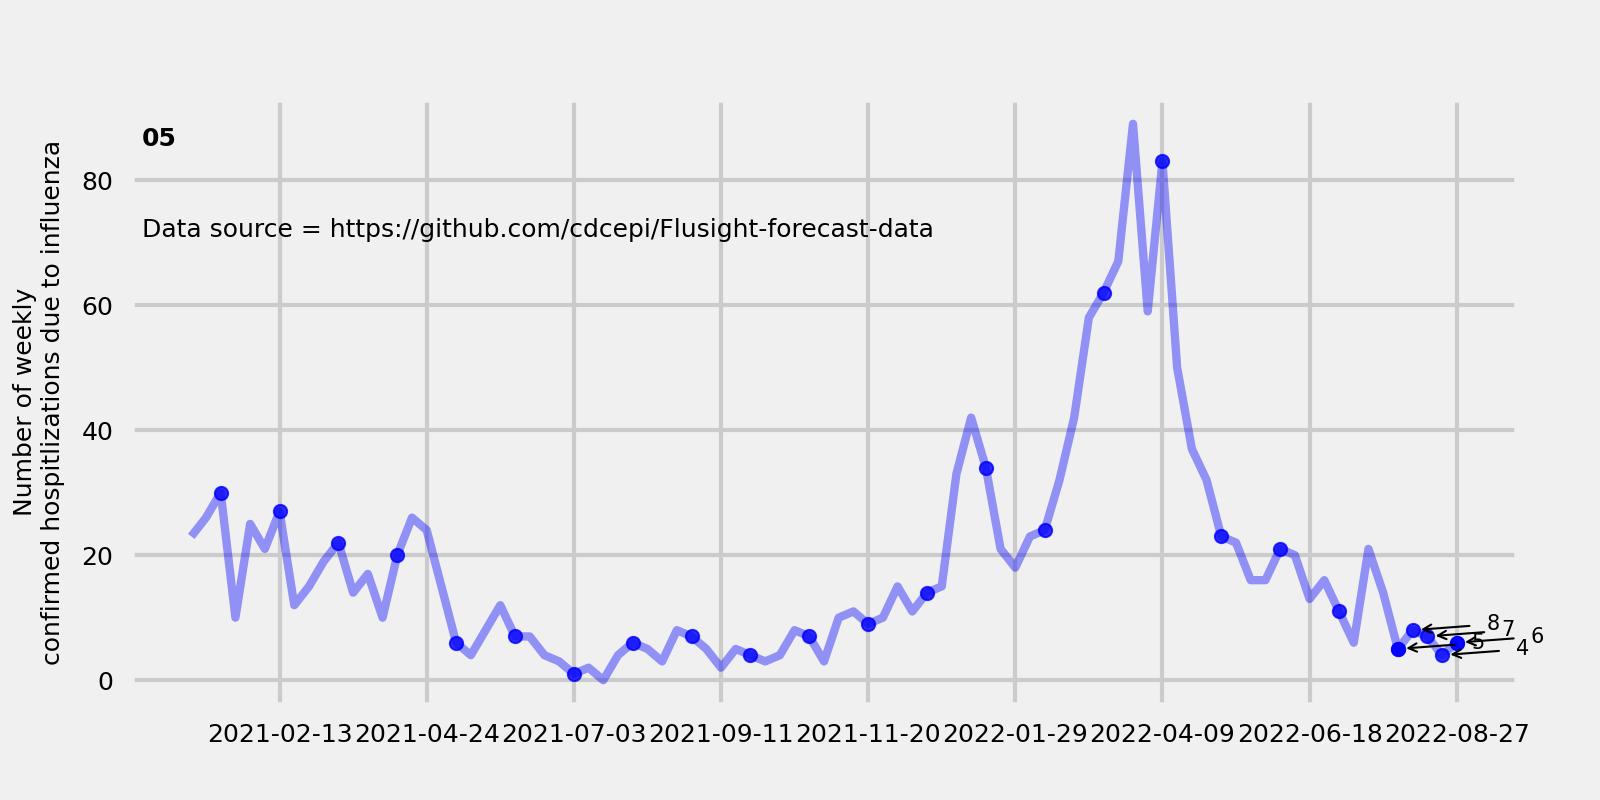 05
Data source = https://github.com/cdcepi/Flusight-forecast-data
Number of weekly
confirmed hospitlizations due to influenza
80
60
40
20
0
8
7
6
5
4
2021-02-13 2021-04-24 2021-07-03 2021-09-11 2021-11-20 2022-01-29 2022-04-09 2022-06-18 2022-08-27